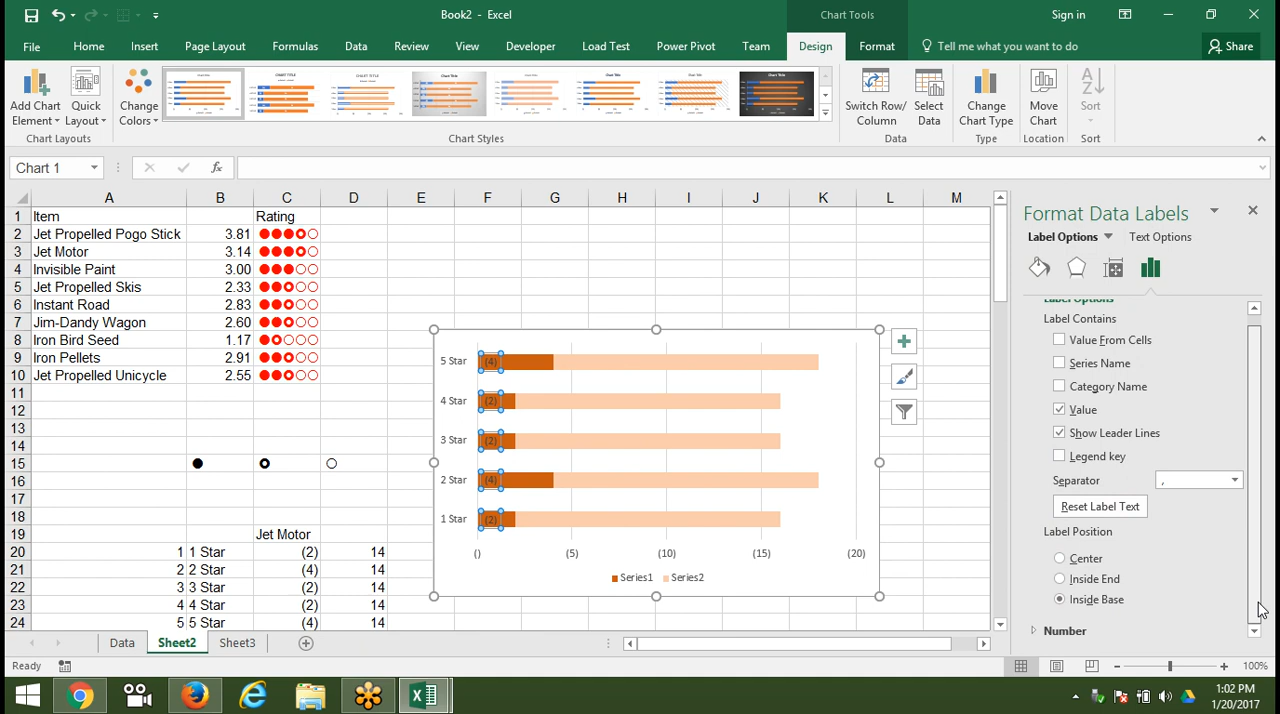 Book2 - Excel
Chart Tools
Sign in
File Home Insert Page Layout Formulas Data Review View Developer Load Test Power Pivot Team Design Format Tell me what you want to do Share
Add Chart Element
Quick
Change Colors
Switch Row/ Column
Select Data
Change Chart Type
Move Chart
Sort
Chart Layouts
Chart Styles
Data
Type
Location
Sort
Chart 1
fx
A B C D E F G H I J K L M
1 Item Rating
2 Jet Propelled Pogo Stick 3.81
3 Jet Motor 3.14
4 Invisible Paint 3.00
5 Jet Propelled Skis 2.33
6 Instant Road 2.83
7 Jim-Dandy Wagon 2.60
8 Iron Bird Seed 1.17
9 Iron Pellets 2.91
10 Jet Propelled Unicycle 2.55
11
12
13
14
15
16
17
18
19 Jet Motor
20 1 1 Star (2) 14
21 2 2 Star (4) 14
22 3 3 Star (2) 14
23 4 4 Star (2) 14
24 5 5 Star (4) 14
5 Star (4)
4 Star (2)
3 Star (2)
2 Star (4)
1 Star (2)
() (5) (10) (15) (20)
Series1 Series2
Format Data Labels
Label Options Text Options
Label Options
Label Contains
Value From Cells
Series Name
Category Name
Value
Show Leader Lines
Legend key
Separator ,
Reset Label Text
Label Position
Center
Inside End
Inside Base
Number
Data Sheet2 Sheet3
Ready
100%
1:02 PM
1/20/2017